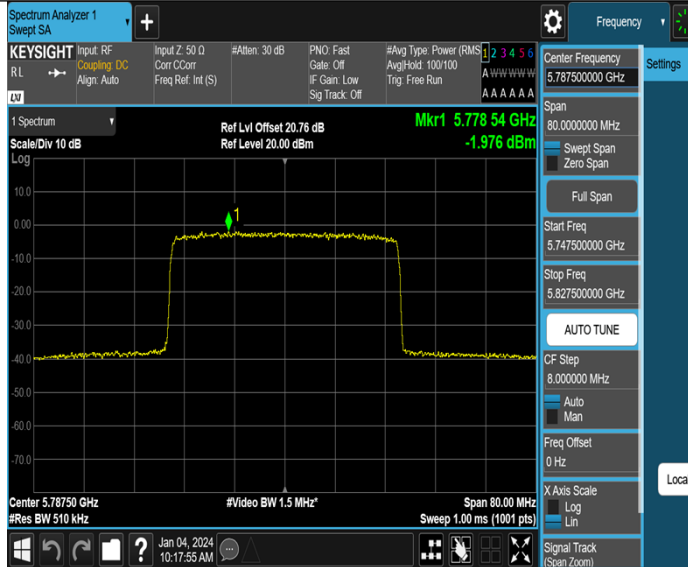 Spectrum Analyzer 1
Swept SA
+
Frequency
KEYSIGHT
RL
LXI
Input: RF
Coupling: DC
Align: Auto
Input Z: 50 Ω
Corr CCorr
Freq Ref: Int (S)
#Atten: 30 dB
PNO: Fast
Gate: Off
IF Gain: Low
Sig Track: Off
#Avg Type: Power (RMS
Avg|Hold: 100/100
Trig: Free Run
1 2 3 4 5 6
A W W W W W
A A A A A A
1 Spectrum
Scale/Div 10 dB
Log
Ref Lvl Offset 20.76 dB
Ref Level 20.00 dBm
Mkr1 5.778 54 GHz
-1.976 dBm
10.0
0.00
-10.0
-20.0
-30.0
-40.0
-50.0
-60.0
-70.0
1
Center 5.78750 GHz
#Res BW 510 kHz
#Video BW 1.5 MHz*
Span 80.00 MHz
Sweep 1.00 ms (1001 pts)
?
Jan 04, 2024
10:17:55 AM
Center Frequency
5.787500000 GHz
Span
80.0000000 MHz
Swept Span
Zero Span
Full Span
Start Freq
5.747500000 GHz
Stop Freq
5.827500000 GHz
AUTO TUNE
CF Step
8.000000 MHz
Auto
Man
Freq Offset
0 Hz
X Axis Scale
Log
Lin
Signal Track
(Span Zoom)
Settings
Loca